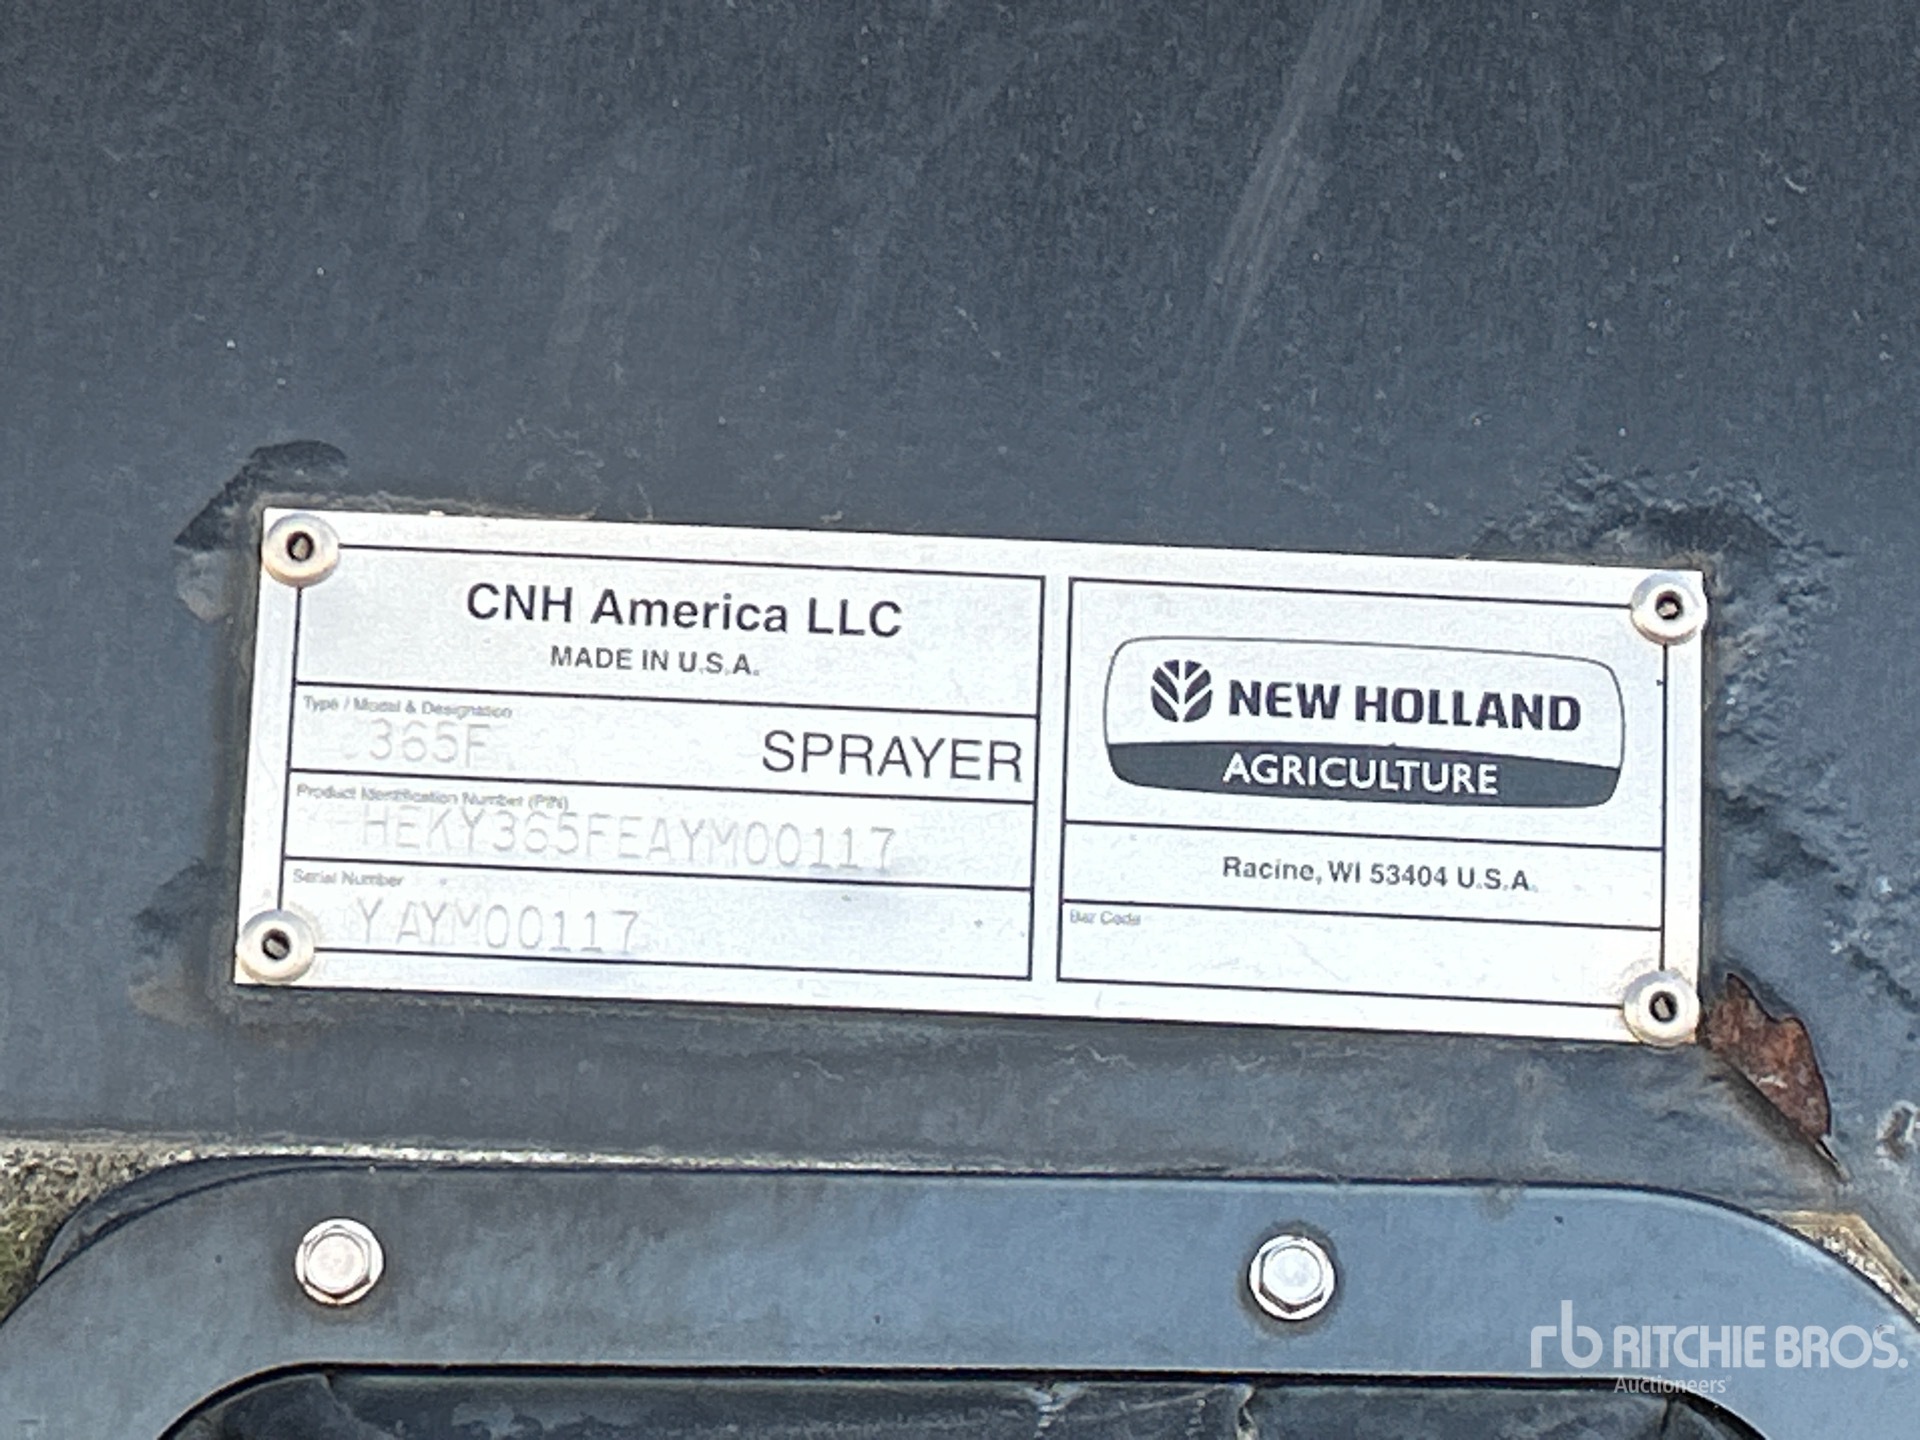 CNH America LLC
MADE IN U.S.A.
Type / Model & Designation
365F SPRAYER
Product Identification Number (PIN)
HEKY365FEAYM00117
Serial Number
YAYM00117
NEW HOLLAND
AGRICULTURE
Racine, WI 53404 U.S.A.
Bar Code
rb RITCHIE BROS.
Auctioneers